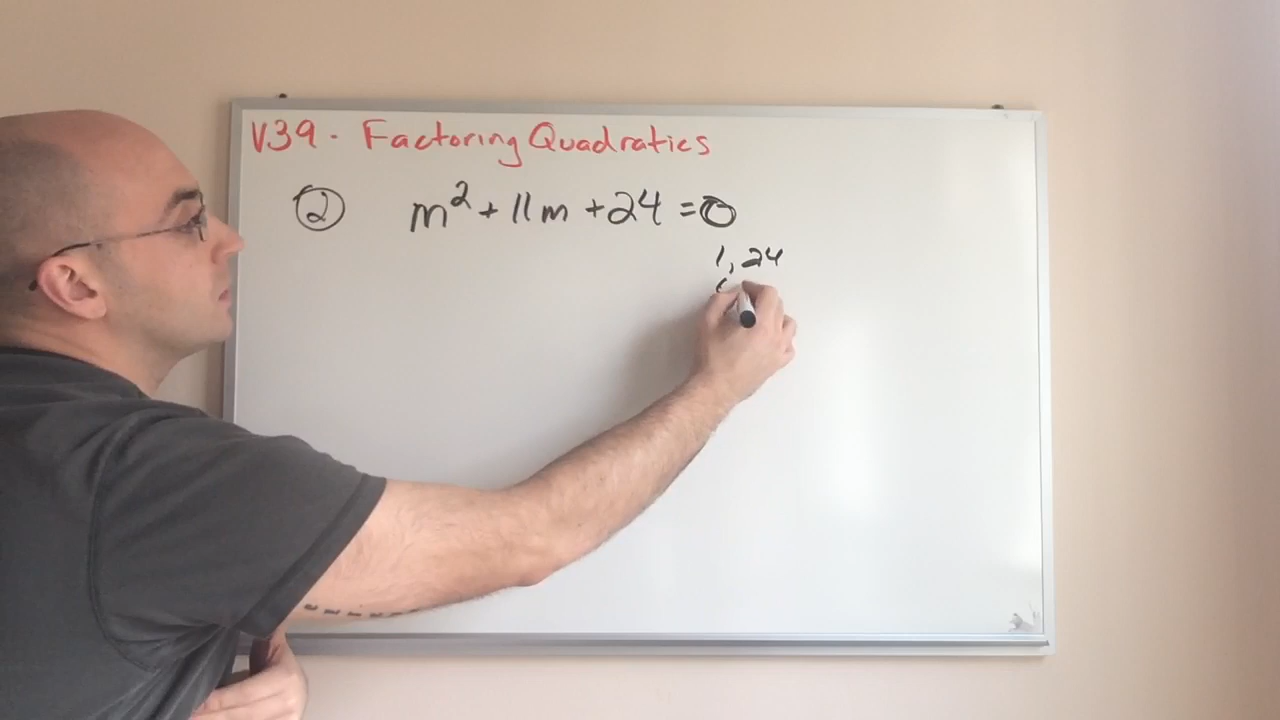 V39 - Factoring Quadratics
② m² + 11m + 24 = 0
1, 24